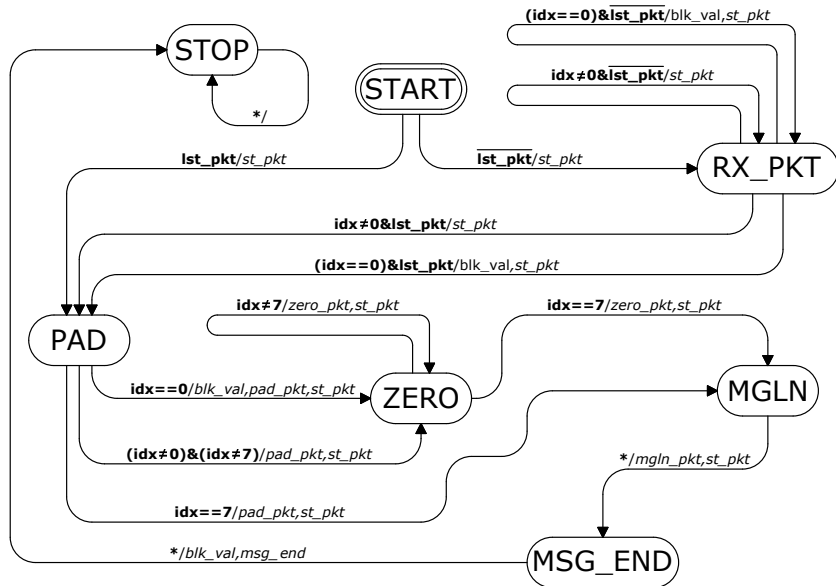 (idx==0)&lst_pkt/blk_val,st_pkt
STOP
idx≠0&lst_pkt/st_pkt
START
*/
lst_pkt/st_pkt
lst_pkt/st_pkt
RX_PKT
idx≠0&lst_pkt/st_pkt
(idx==0)&lst_pkt/blk_val,st_pkt
idx≠7/zero_pkt,st_pkt
idx==7/zero_pkt,st_pkt
PAD
idx==0/blk_val,pad_pkt,st_pkt
ZERO
MGLN
(idx≠0)&(idx≠7)/pad_pkt,st_pkt
*/mgln_pkt,st_pkt
idx==7/pad_pkt,st_pkt
*/blk_val,msg_end
MSG_END